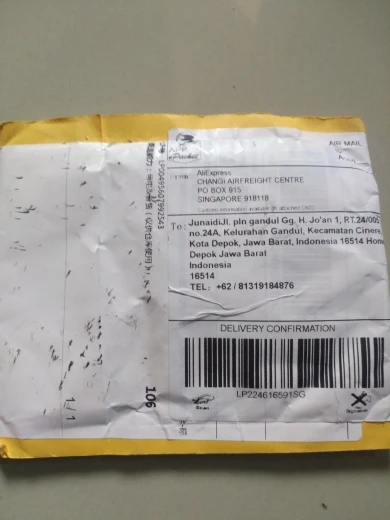 AIR MAIL
AliExpress
CHANGI AIRFREIGHT CENTRE
PO BOX 915
SINGAPORE 918118
To: Junaidi.Jl. pln gandul Gg. H. Jo'an 1, RT.24/005
no.24A, Kelurahan Gandul, Kecamatan Cinere,
Kota Depok, Jawa Barat, Indonesia 16514
Depok Jawa Barat
Indonesia
16514
TEL: +62 / 81319184876
DELIVERY CONFIRMATION
LP224616591SG
Scan
Signature
106
1/1